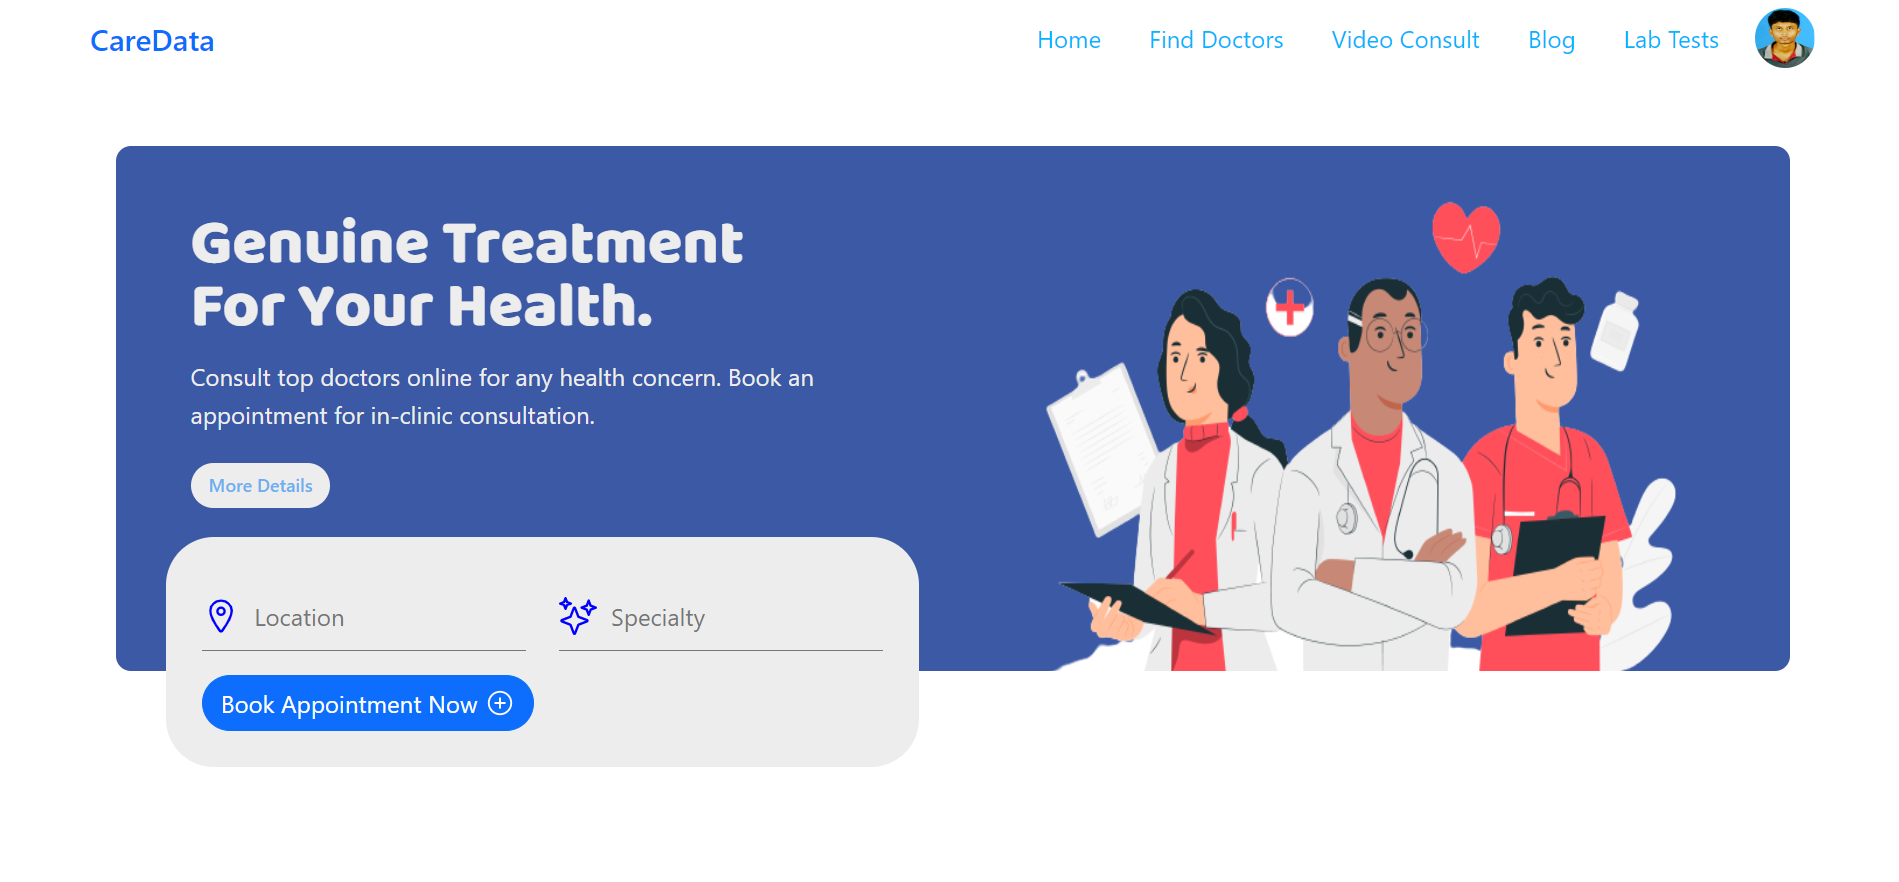 CareData
Home
Find Doctors
Video Consult
Blog
Lab Tests
Genuine Treatment
For Your Health.
Consult top doctors online for any health concern. Book an
appointment for in-clinic consultation.
More Details
Location
Specialty
Book Appointment Now